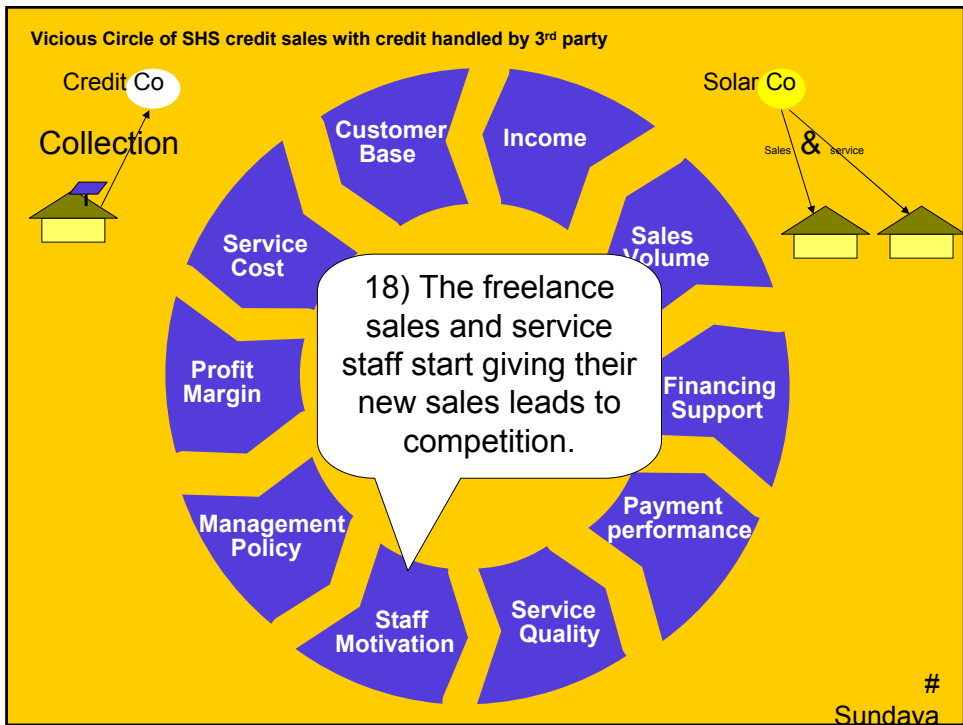 Vicious Circle of SHS credit sales with credit handled by 3rd party
Credit Co
Collection
Solar Co
Sales & service
Customer
Base
Income
Sales
Volume
Financing
Support
Payment
performance
Service
Quality
Staff
Motivation
Management
Policy
Profit
Margin
Service
Cost
18) The freelance
sales and service
staff start giving their
new sales leads to
competition.
#
Sundaya